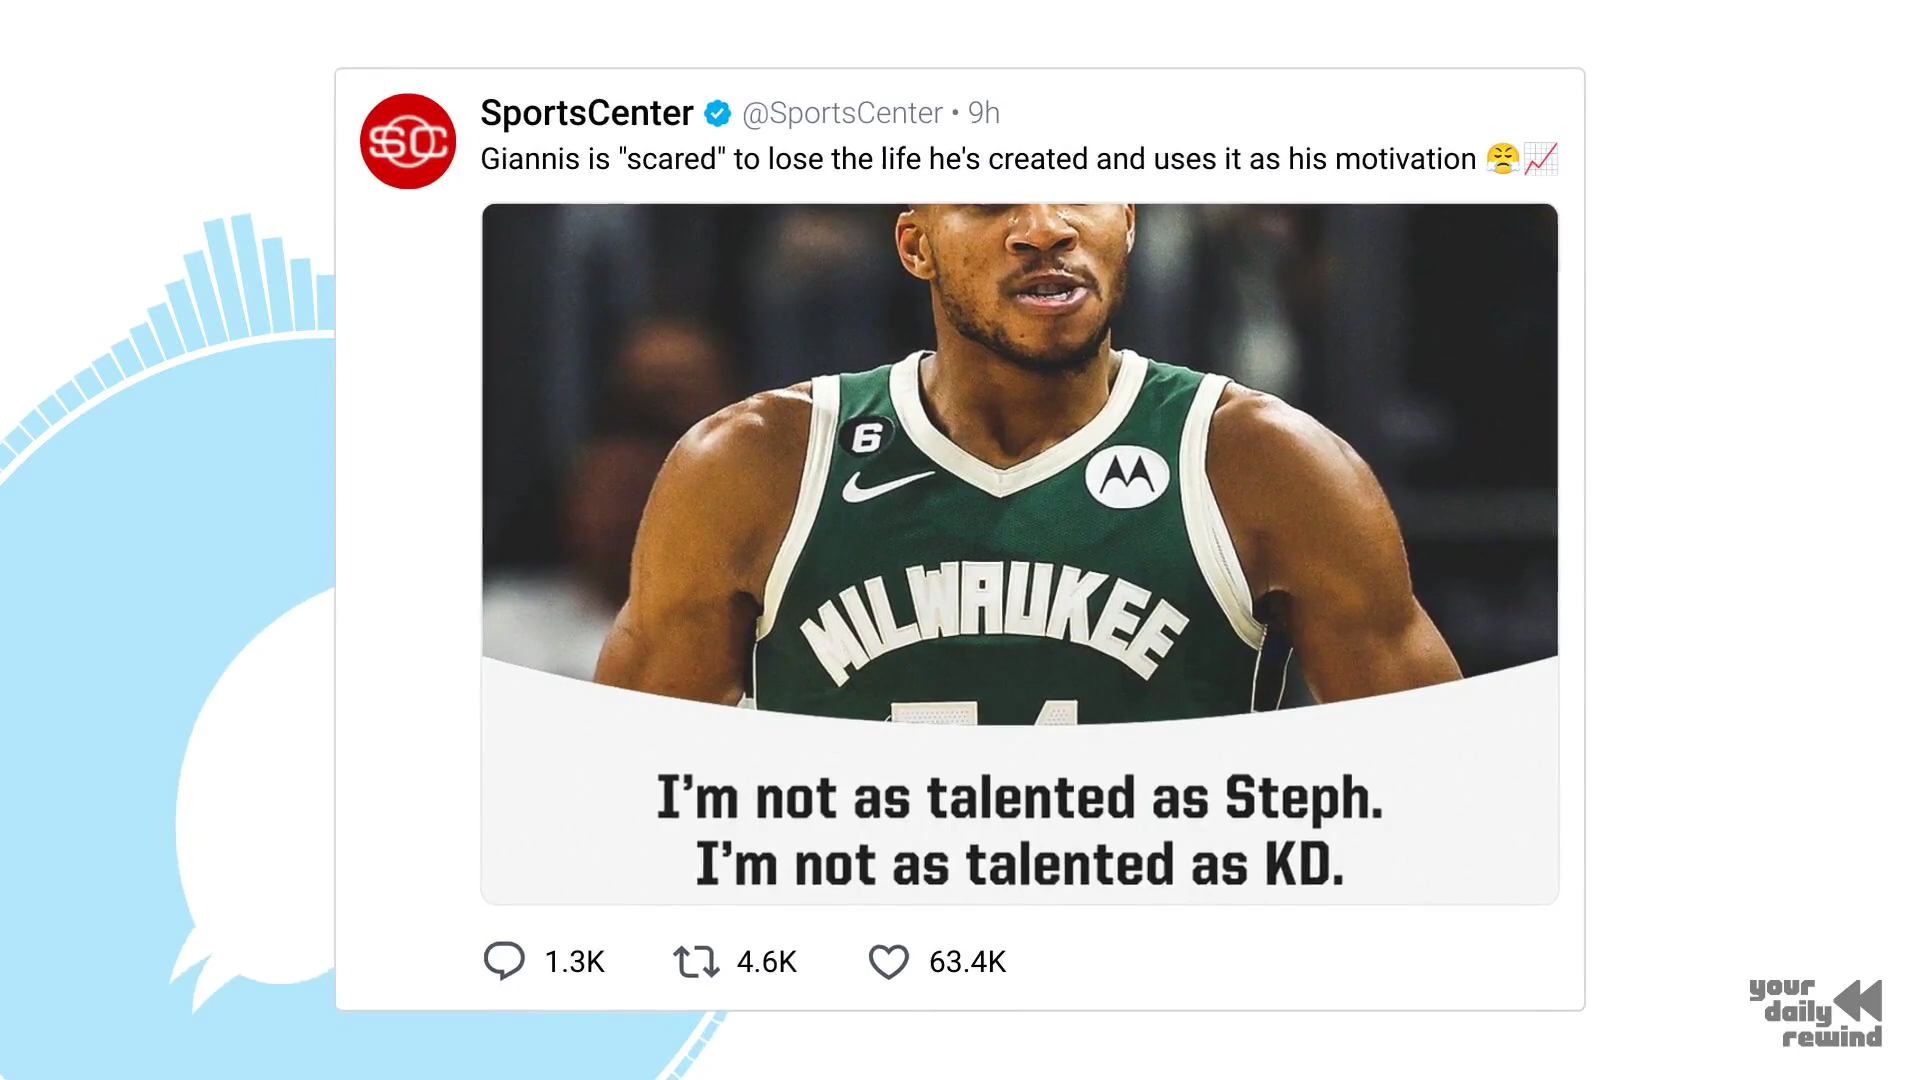 SportsCenter @SportsCenter • 9h
Giannis is "scared" to lose the life he's created and uses it as his motivation 😤📈
SC
6
MILWAUKEE
34
I'm not as talented as Steph.
I'm not as talented as KD.
1.3K 4.6K 63.4K
your
daily
rewind